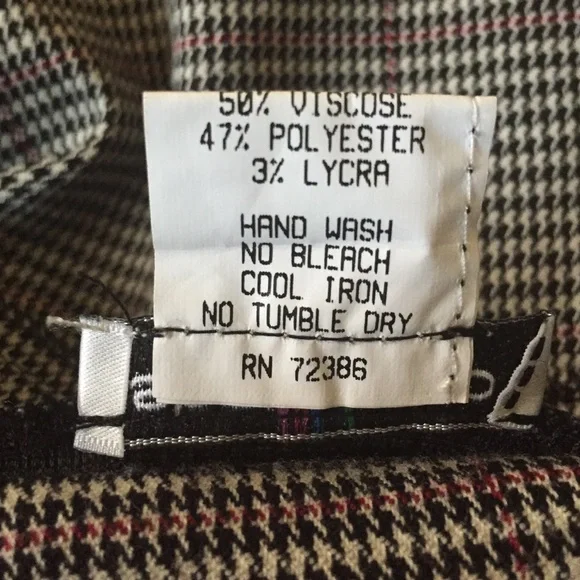 50% VISCOSE
47% POLYESTER
3% LYCRA
HAND WASH
NO BLEACH
COOL IRON
NO TUMBLE DRY
RN 72386